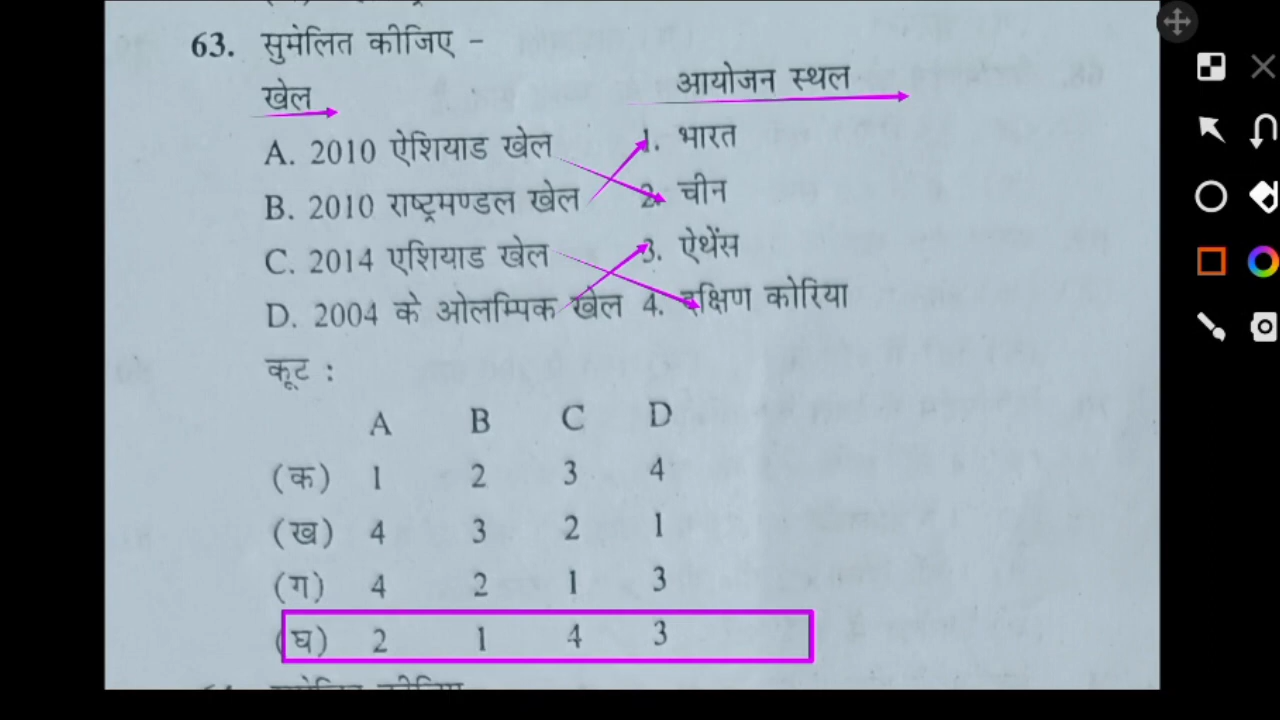 63. सुमेलित कीजिए -
खेल आयोजन स्थल
A. 2010 ऐशियाड खेल 1. भारत
B. 2010 राष्ट्रमण्डल खेल 2. चीन
C. 2014 एशियाड खेल 3. ऐथेंस
D. 2004 के ओलम्पिक खेल 4. दक्षिण कोरिया
कूट :
A B C D
(क) 1 2 3 4
(ख) 4 3 2 1
(ग) 4 2 1 3
(घ) 2 1 4 3